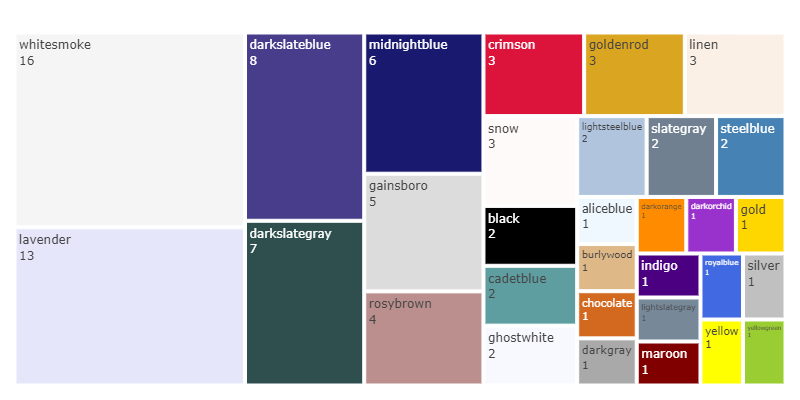 whitesmoke
16
lavender
13
darkslateblue
8
darkslategray
7
midnightblue
6
gainsboro
5
rosybrown
4
crimson
3
goldenrod
3
linen
3
snow
3
black
2
cadetblue
2
ghostwhite
2
lightsteelblue
2
slategray
2
steelblue
2
aliceblue
1
burlywood
1
chocolate
1
darkgray
1
darkorange
1
darkorchid
1
gold
1
indigo
1
lightslategray
1
maroon
1
royalblue
1
silver
1
yellow
1
yellowgreen
1